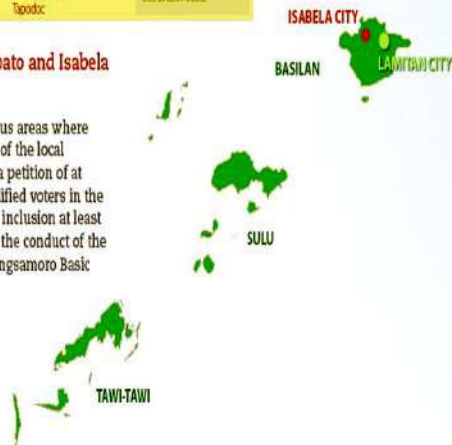 Tapodoc
ato and Isabela
us areas where
of the local
a petition of at
ified voters in the
inclusion at least
the conduct of the
ngsamoro Basic
ISABELA CITY
LAMITAN CITY
BASILAN
SULU
TAWI-TAWI